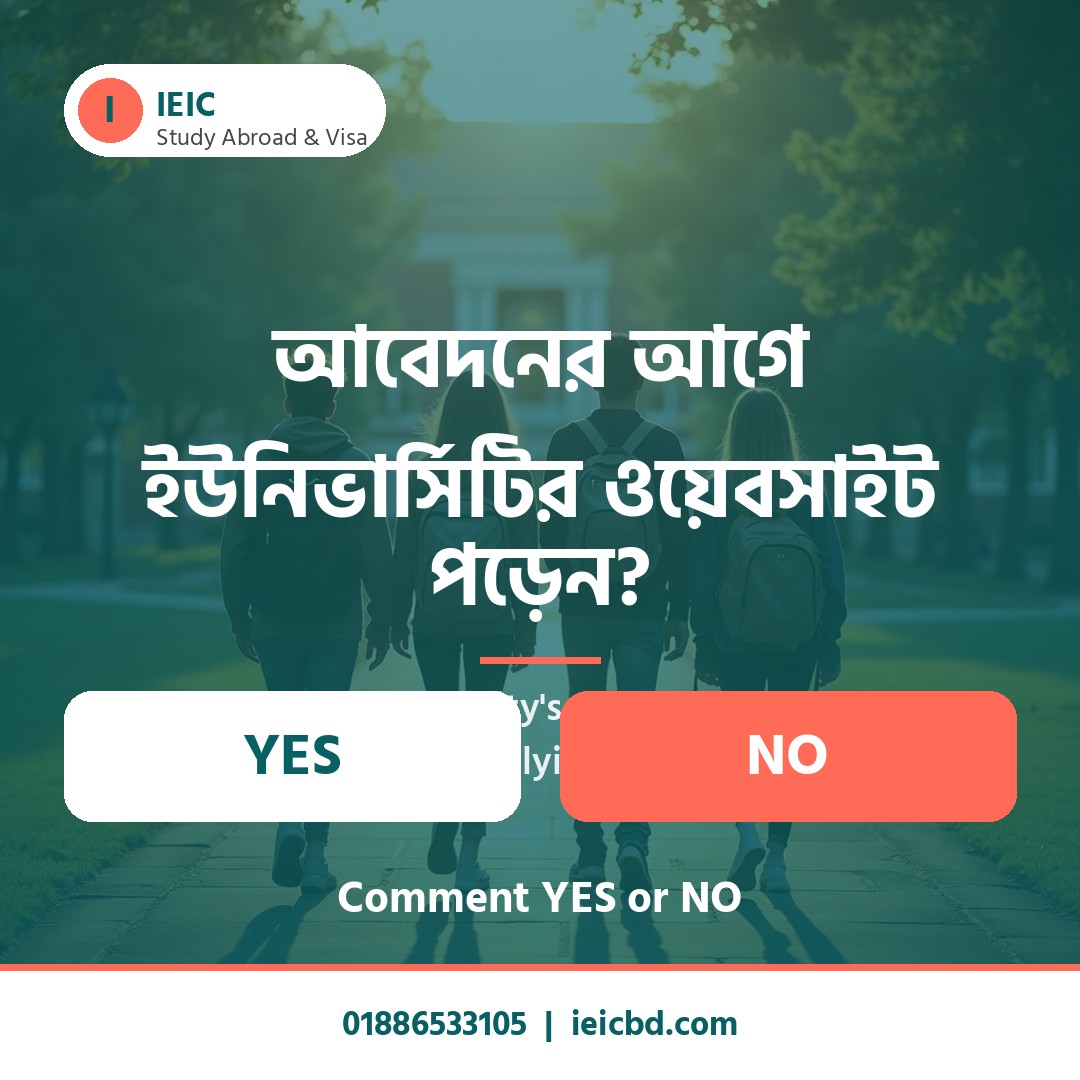 I
IEIC
Study Abroad & Visa
আবেদনের আগে
ইউনিভার্সিটির ওয়েবসাইট
পড়েন?
YES
NO
Comment YES or NO
01886533105 | ieicbd.com